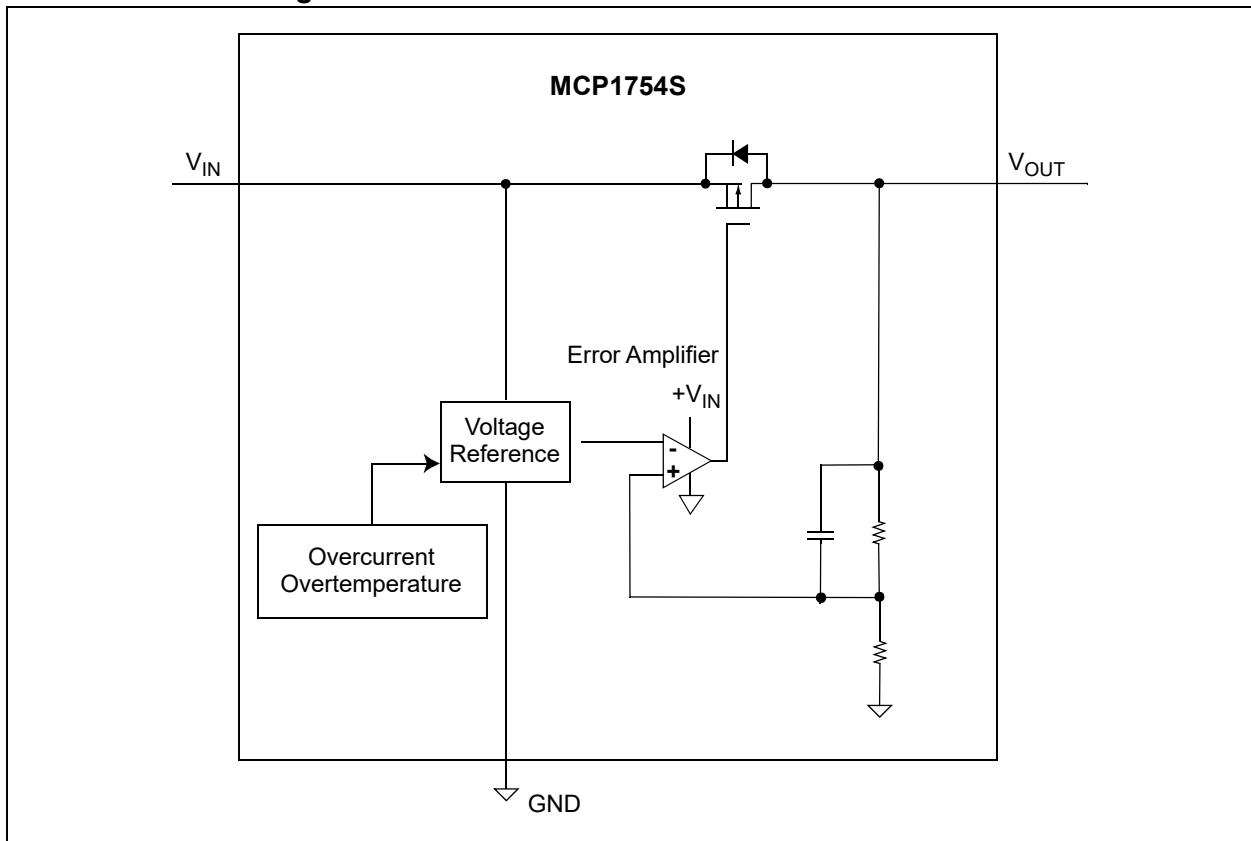 MCP1754S
VIN
VOUT
Error Amplifier
+VIN
Voltage
Reference
-
+
Overcurrent
Overtemperature
GND